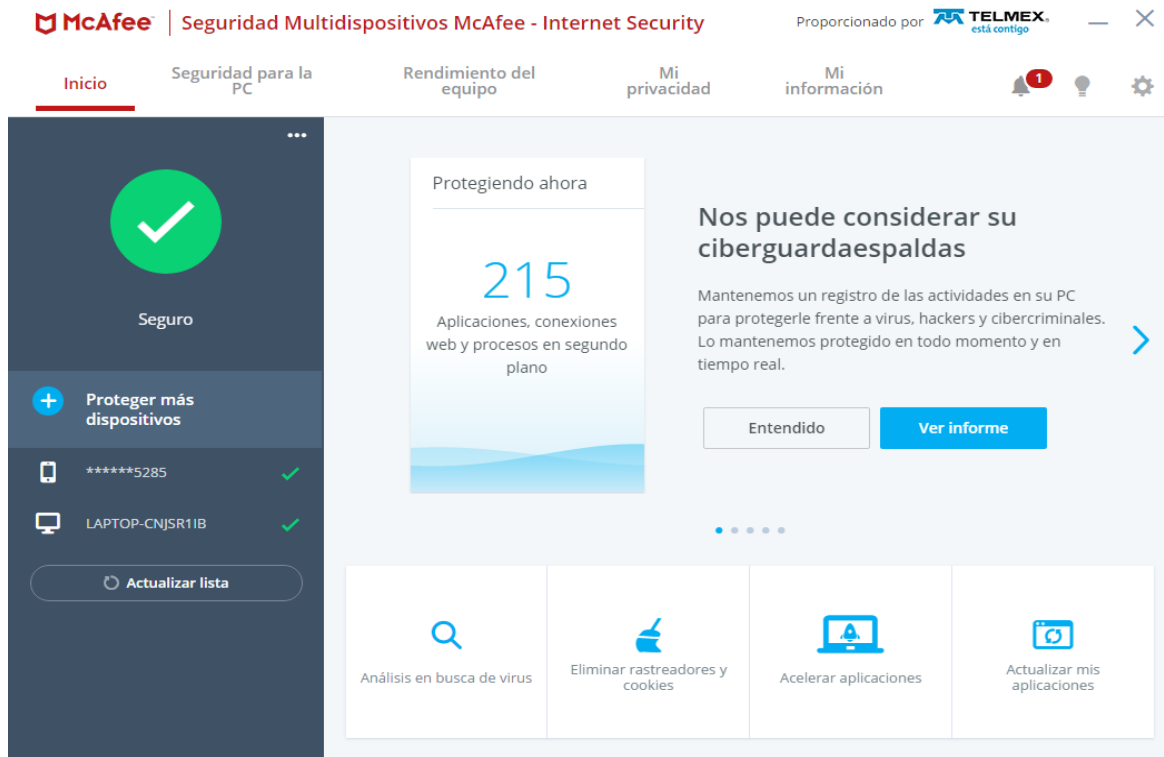 McAfee Seguridad Multidispositivos McAfee - Internet Security
Proporcionado por TELMEX.
está contigo
Inicio
Seguridad para la
PC
Rendimiento del
equipo
Mi
privacidad
Mi
información
1
Seguro
Proteger más
dispositivos
******5285
LAPTOP-CNJSR1IB
Actualizar lista
Protegiendo ahora
215
Aplicaciones, conexiones
web y procesos en segundo
plano
Nos puede considerar su
ciberguardaespaldas
Mantenemos un registro de las actividades en su PC
para protegerle frente a virus, hackers y cibercriminales.
Lo mantenemos protegido en todo momento y en
tiempo real.
Entendido
Ver informe
Análisis en busca de virus
Eliminar rastreadores y
cookies
Acelerar aplicaciones
Actualizar mis
aplicaciones